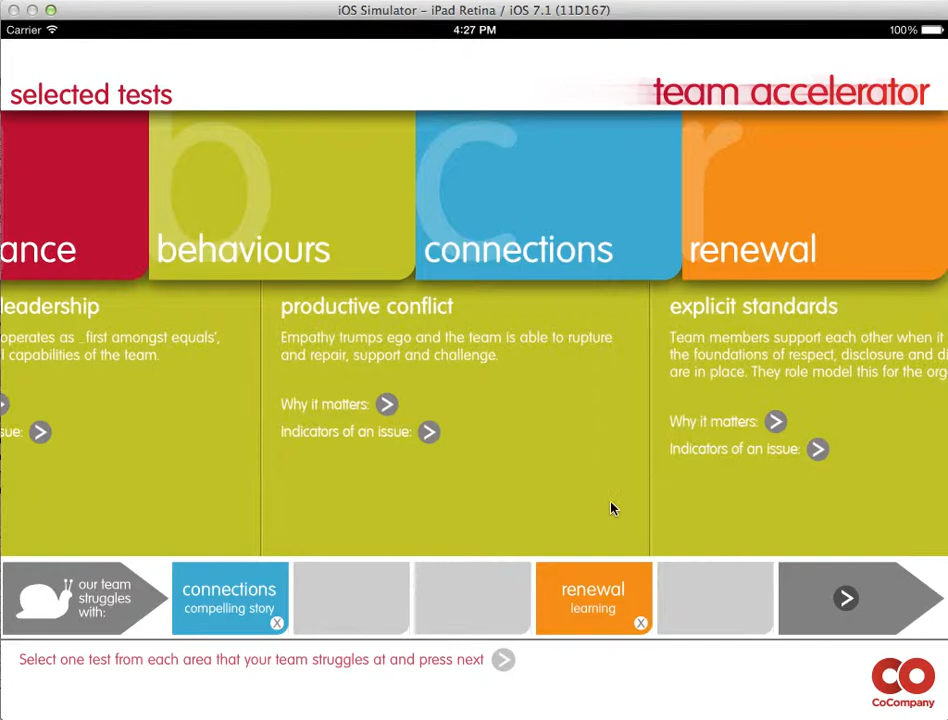 iOS Simulator – iPad Retina / iOS 7.1 (11D167)
Carrier
4:27 PM
100%
selected tests
team accelerator
ance
b
behaviours
c
connections
r
renewal
leadership
operates as _first amongst equals',
l capabilities of the team.
sue:
productive conflict
Empathy trumps ego and the team is able to rupture
and repair, support and challenge.
Why it matters:
Indicators of an issue:
explicit standards
Team members support each other when it
the foundations of respect, disclosure and di
are in place. They role model this for the org
Why it matters:
Indicators of an issue:
our team
struggles
with:
connections
compelling story
X
renewal
learning
X
Select one test from each area that your team struggles at and press next
CO
CoCompany